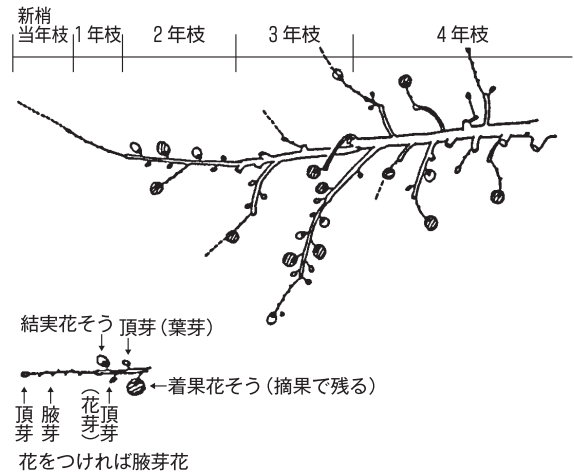 新梢
当年枝
1年枝
2年枝
3年枝
4年枝
結実花そう
頂芽(葉芽)
着果花そう(摘果で残る)
頂芽
腋芽
(花芽)
頂芽
花をつければ腋芽花